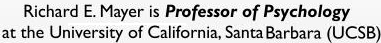 Richard E. Mayer is Professor of Psychology
at the University of California, Santa Barbara (UCSB)